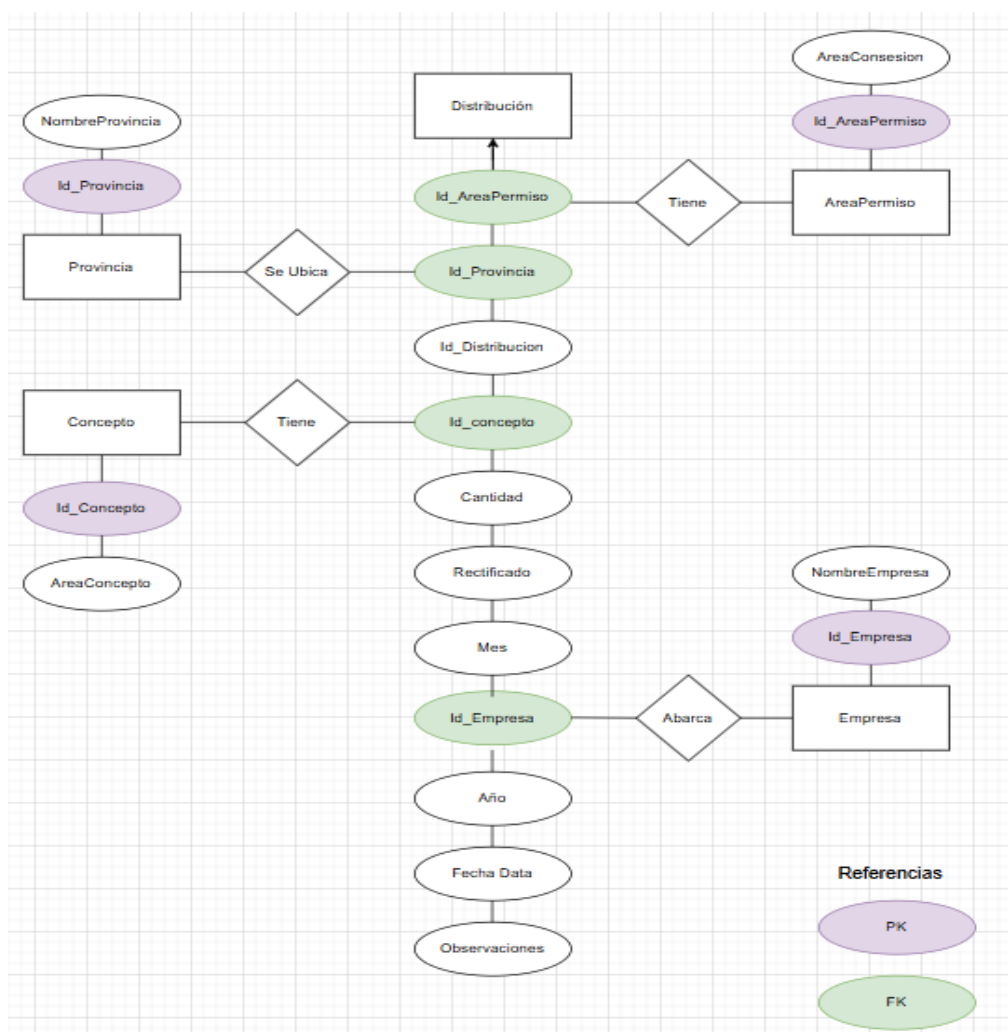 AreaConsesion
Distribución
NombreProvincia
Id_AreaPermiso
Id_Provincia
Id_AreaPermiso
Tiene
AreaPermiso
Provincia
Se Ubica
Id_Provincia
Id_Distribucion
Concepto
Tiene
Id_concepto
Cantidad
Id_Concepto
Rectificado
NombreEmpresa
AreaConcepto
Mes
Id_Empresa
Id_Empresa
Abarca
Empresa
Año
Fecha Data
Referencias
PK
Observaciones
FK